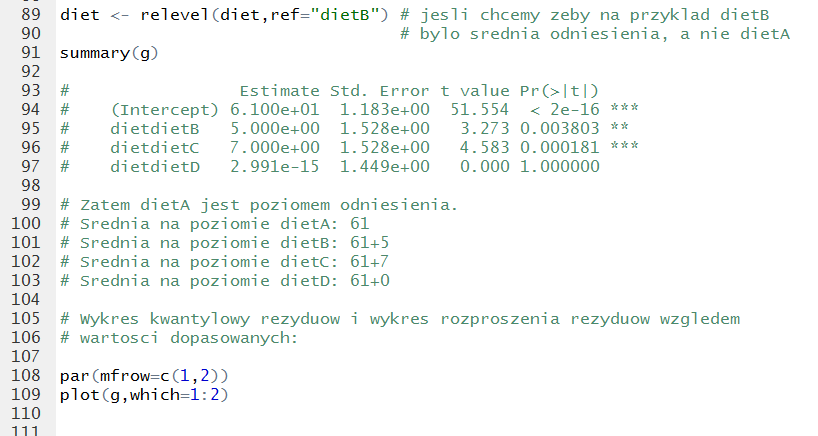 89 diet <- relevel(diet,ref="dietB") # jesli chcemy zeby na przyklad dietB
90 # bylo srednia odniesienia, a nie dietA
91 summary(g)
92
93 # Estimate Std. Error t value Pr(>|t|)
94 # (Intercept) 6.100e+01 1.183e+00 51.554 < 2e-16 ***
95 # dietdietB 5.000e+00 1.528e+00 3.273 0.003803 **
96 # dietdietC 7.000e+00 1.528e+00 4.583 0.000181 ***
97 # dietdietD 2.991e-15 1.449e+00 0.000 1.000000
98
99 # Zatem dietA jest poziomem odniesienia.
100 # Srednia na poziomie dietA: 61
101 # Srednia na poziomie dietB: 61+5
102 # Srednia na poziomie dietC: 61+7
103 # Srednia na poziomie dietD: 61+0
104
105 # Wykres kwantylowy rezyduow i wykres rozproszenia rezyduow wzgledem
106 # wartosci dopasowanych:
107
108 par(mfrow=c(1,2))
109 plot(g,which=1:2)
110
111